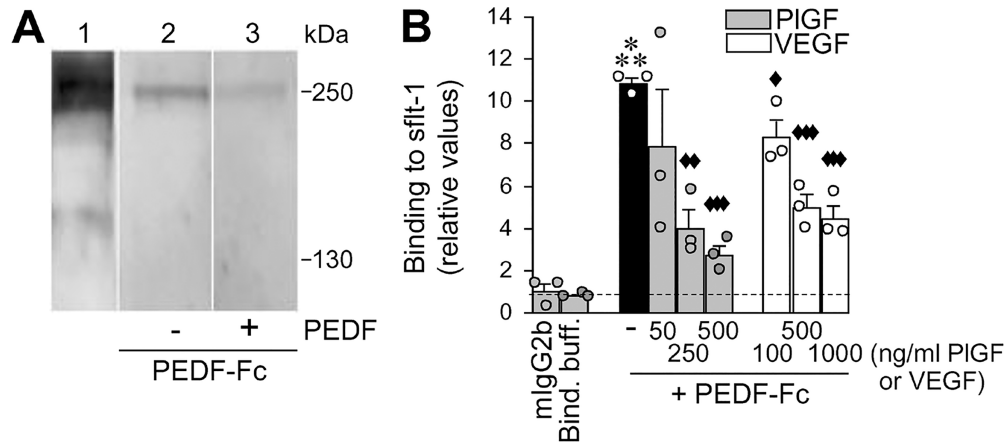 A
1 2 3 kDa
-250
-130
- + PEDF
PEDF-Fc
B
Binding to sflt-1
(relative values)
14
12
10
8
6
4
2
0
PlGF
VEGF
***
♦♦
♦♦♦
♦
♦♦♦
♦♦♦
mIgG2b
Bind. buff.
- 50 500 500
250 100 1000 (ng/ml PlGF
or VEGF)
+ PEDF-Fc